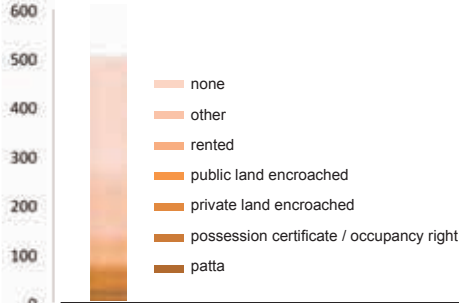 600
500
400
300
200
100
0
none
other
rented
public land encroached
private land encroached
possession certificate / occupancy right
patta